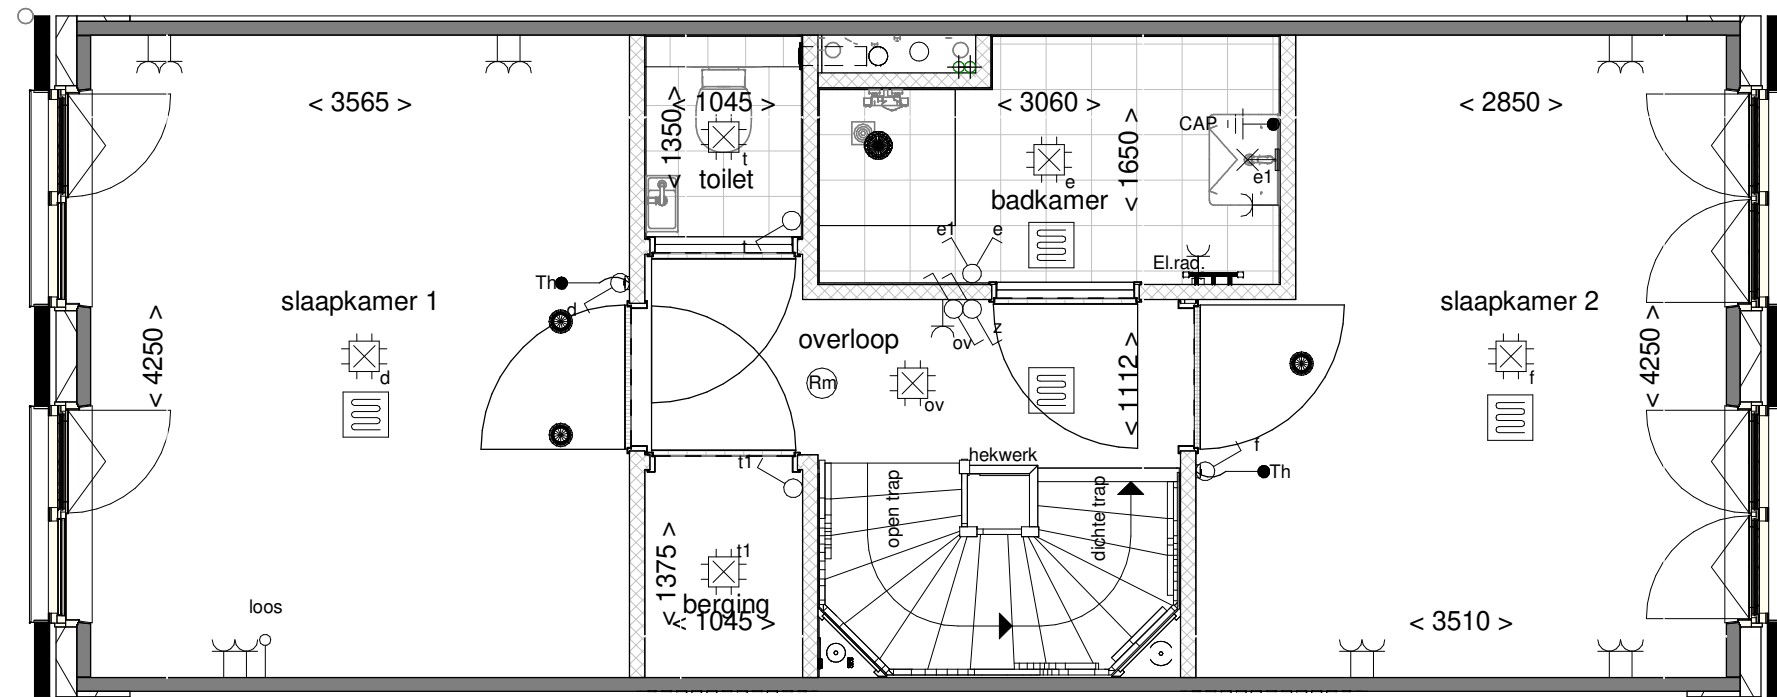 < 3565 >
< 1045 >
< 3060 >
< 2850 >
< 1350 >
< 1650 >
CAP
t
toilet
e
e1
badkamer
t
e1
e
El.rad.
Th
d
slaapkamer 1
slaapkamer 2
overloop
ov
z
< 4250 >
d
Rm
ov
< 1112 >
f
< 4250 >
hekwerk
f
t1
Th
open trap
dichte trap
< 1375 >
t1
berging
< 1045 >
loos
< 3510 >